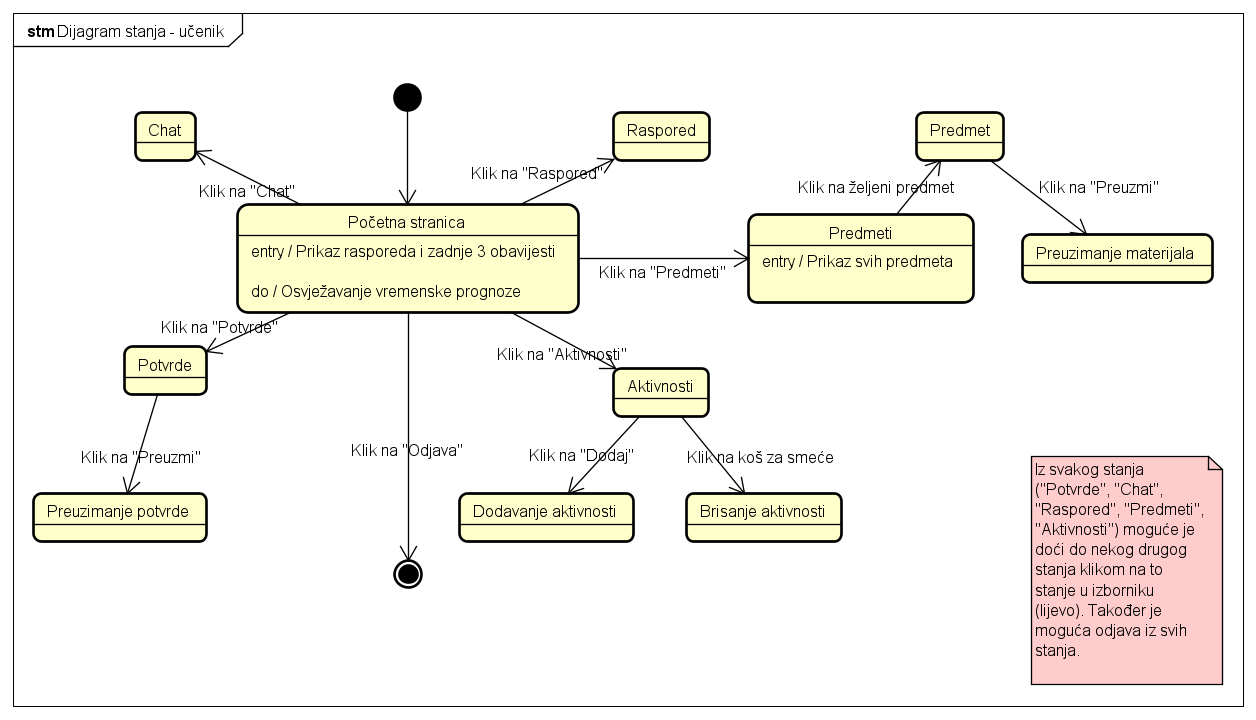 stm Dijagram stanja - učenik
Chat
Raspored
Predmet
Klik na "Chat"
Klik na "Raspored"
Klik na željeni predmet
Klik na "Preuzmi"
Početna stranica
entry / Prikaz rasporeda i zadnje 3 obavijesti
do / Osvježavanje vremenske prognoze
Klik na "Predmeti"
Predmeti
entry / Prikaz svih predmeta
Preuzimanje materijala
Klik na "Potvrde"
Klik na "Aktivnosti"
Potvrde
Aktivnosti
Klik na "Preuzmi"
Klik na "Odjava"
Klik na "Dodaj"
Klik na koš za smeće
Preuzimanje potvrde
Dodavanje aktivnosti
Brisanje aktivnosti
Iz svakog stanja
("Potvrde", "Chat",
"Raspored", "Predmeti",
"Aktivnosti") moguće je
doći do nekog drugog
stanja klikom na to
stanje u izborniku
(lijevo). Također je
moguća odjava iz svih
stanja.